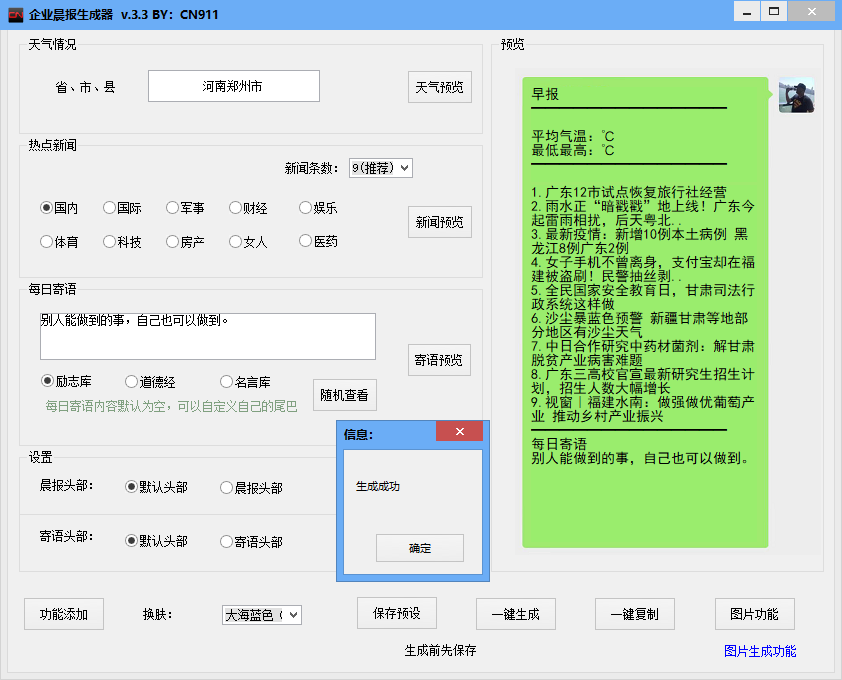 CN 企业晨报生成器 v.3.3 BY：CN911
天气情况
省、市、县
河南郑州市
天气预览
热点新闻
新闻条数：
9(推荐)
国内 国际 军事 财经 娱乐
体育 科技 房产 女人 医药
新闻预览
每日寄语
别人能做到的事，自己也可以做到。
寄语预览
励志库 道德经 名言库
随机查看
每日寄语内容默认为空，可以自定义自己的尾巴
设置
晨报头部： 默认头部 晨报头部
寄语头部： 默认头部 寄语头部
信息：
生成成功
确定
预览
早报
平均气温：℃
最低最高：℃
1. 广东12市试点恢复旅行社经营
2. 雨水正“暗戳戳”地上线！广东今
起雷雨相扰，后天粤北..
3. 最新疫情：新增10例本土病例 黑
龙江8例广东2例
4. 女子手机不曾离身，支付宝却在福
建被盗刷！民警抽丝剥..
5. 全民国家安全教育日，甘肃司法行
政系统这样做
6. 沙尘暴蓝色预警 新疆甘肃等地部
分地区有沙尘天气
7. 中日合作研究中药材菌剂：解甘肃
脱贫产业病害难题
8. 广东三高校官宣最新研究生招生计
划，招生人数大幅增长
9. 视窗｜福建水南：做强做优葡萄产
业 推动乡村产业振兴
每日寄语
别人能做到的事，自己也可以做到。
功能添加
换肤：
大海蓝色（
保存预设
一键生成
一键复制
图片功能
生成前先保存
图片生成功能